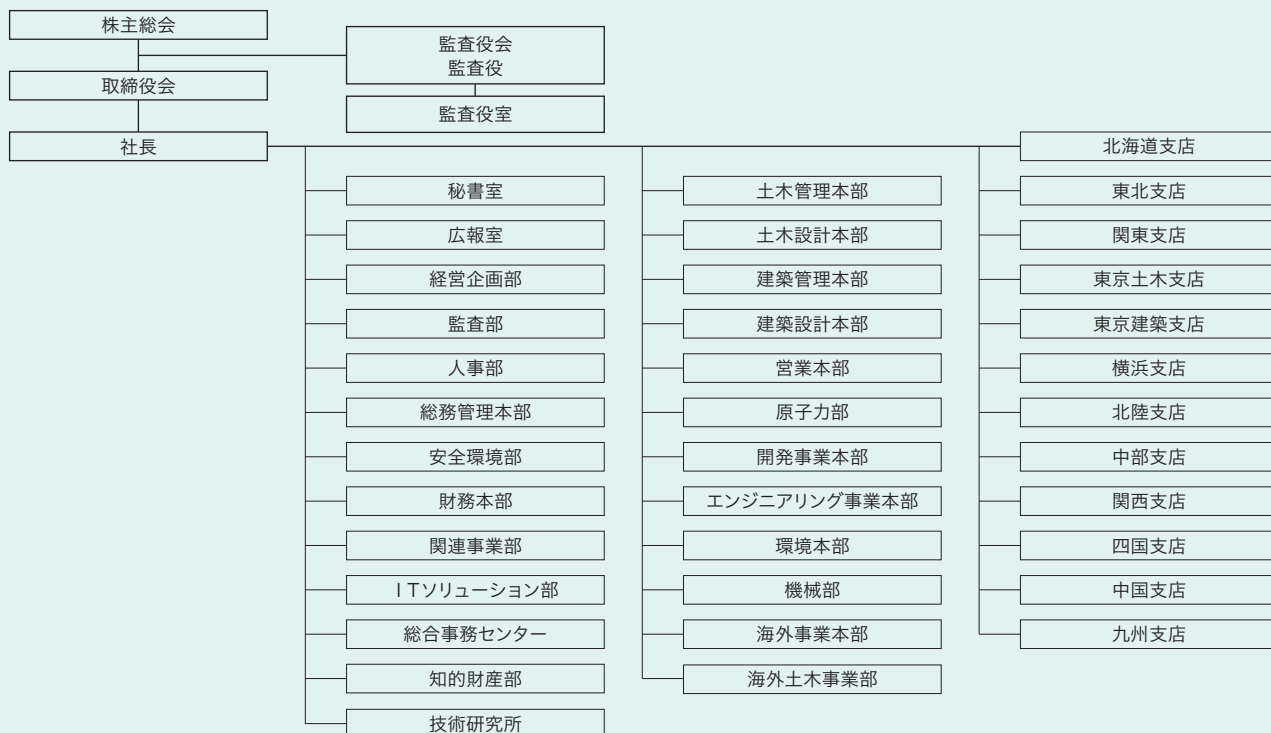 株主総会
監査役会
監査役
取締役会
監査役室
社長
秘書室
広報室
経営企画部
監査部
人事部
総務管理本部
安全環境部
財務本部
関連事業部
ITソリューション部
総合事務センター
知的財産部
技術研究所
土木管理本部
土木設計本部
建築管理本部
建築設計本部
営業本部
原子力部
開発事業本部
エンジニアリング事業本部
環境本部
機械部
海外事業本部
海外土木事業部
北海道支店
東北支店
関東支店
東京土木支店
東京建築支店
横浜支店
北陸支店
中部支店
関西支店
四国支店
中国支店
九州支店